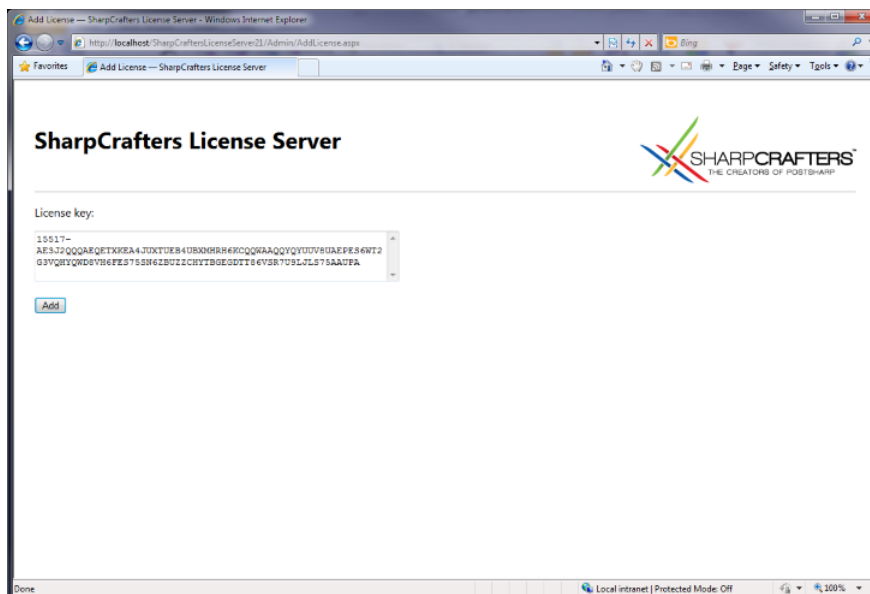 Add License — SharpCrafters License Server - Windows Internet Explorer
http://localhost/SharpCraftersLicenseServer21/Admin/AddLicense.aspx
Bing
Favorites
Add License — SharpCrafters License Server
Page
Safety
Tools
SharpCrafters License Server
SHARPCRAFTERS™
THE CREATORS OF POSTSHARP
License key:
15517-
Add
Done
Local intranet | Protected Mode: Off
100%